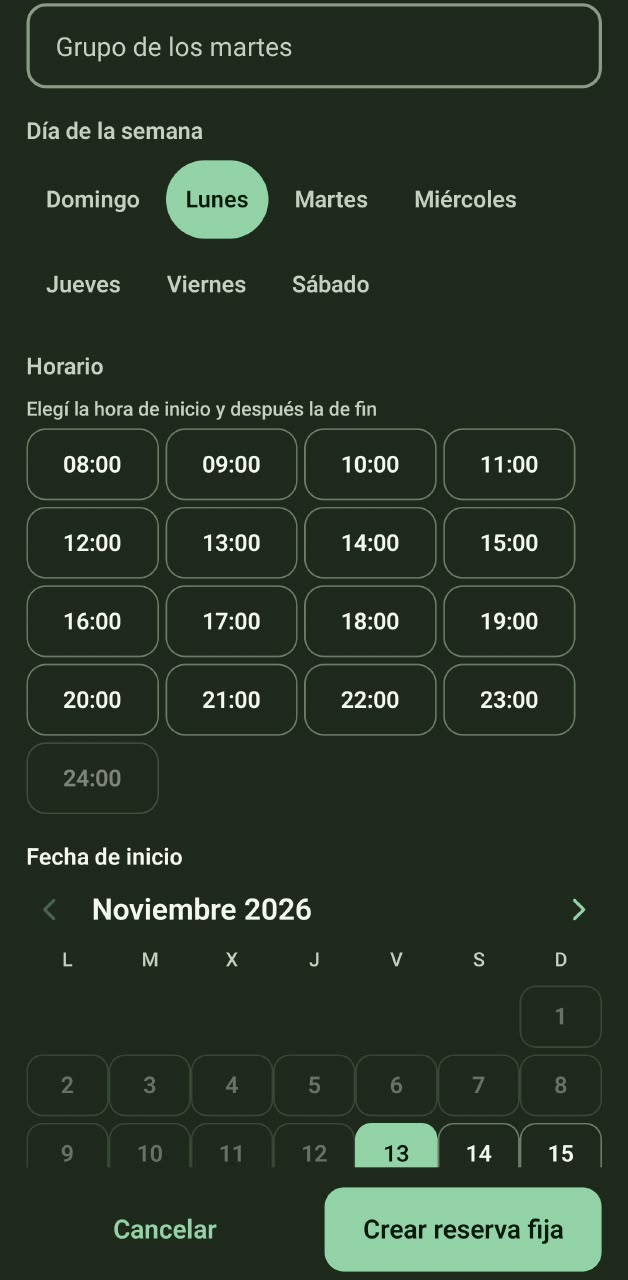 Grupo de los martes
Día de la semana
Domingo Lunes Martes Miércoles
Jueves Viernes Sábado
Horario
Elegí la hora de inicio y después la de fin
08:00 09:00 10:00 11:00
12:00 13:00 14:00 15:00
16:00 17:00 18:00 19:00
20:00 21:00 22:00 23:00
24:00
Fecha de inicio
Noviembre 2026
L M X J V S D
1
2 3 4 5 6 7 8
9 10 11 12 13 14 15
Cancelar Crear reserva fija